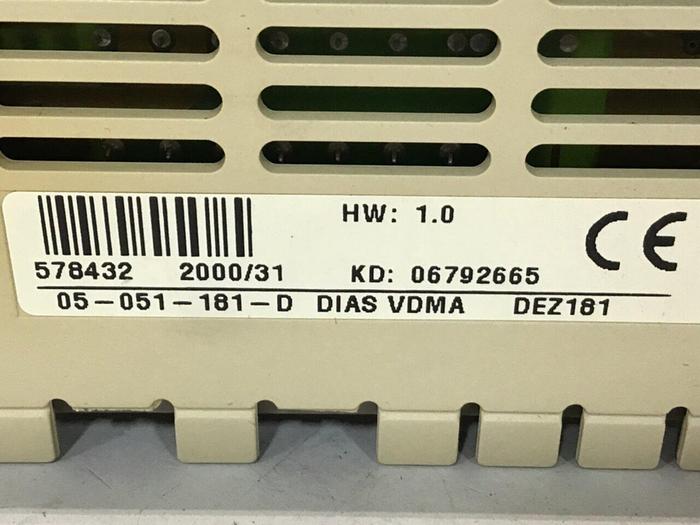 HW: 1.0
CE
578432 2000/31 KD: 06792665
05-051-181-D DIAS VDMA DEZ181